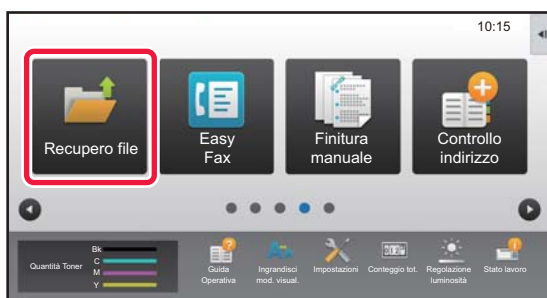 10:15
Recupero file
Easy
Fax
Finitura
manuale
Controllo
indirizzo
Quantità Toner
Bk
C
M
Y
Guida
Operativa
Ingrandisci
mod. visual.
Impostazioni
Conteggio tot.
Regolazione
luminosità
Stato lavoro